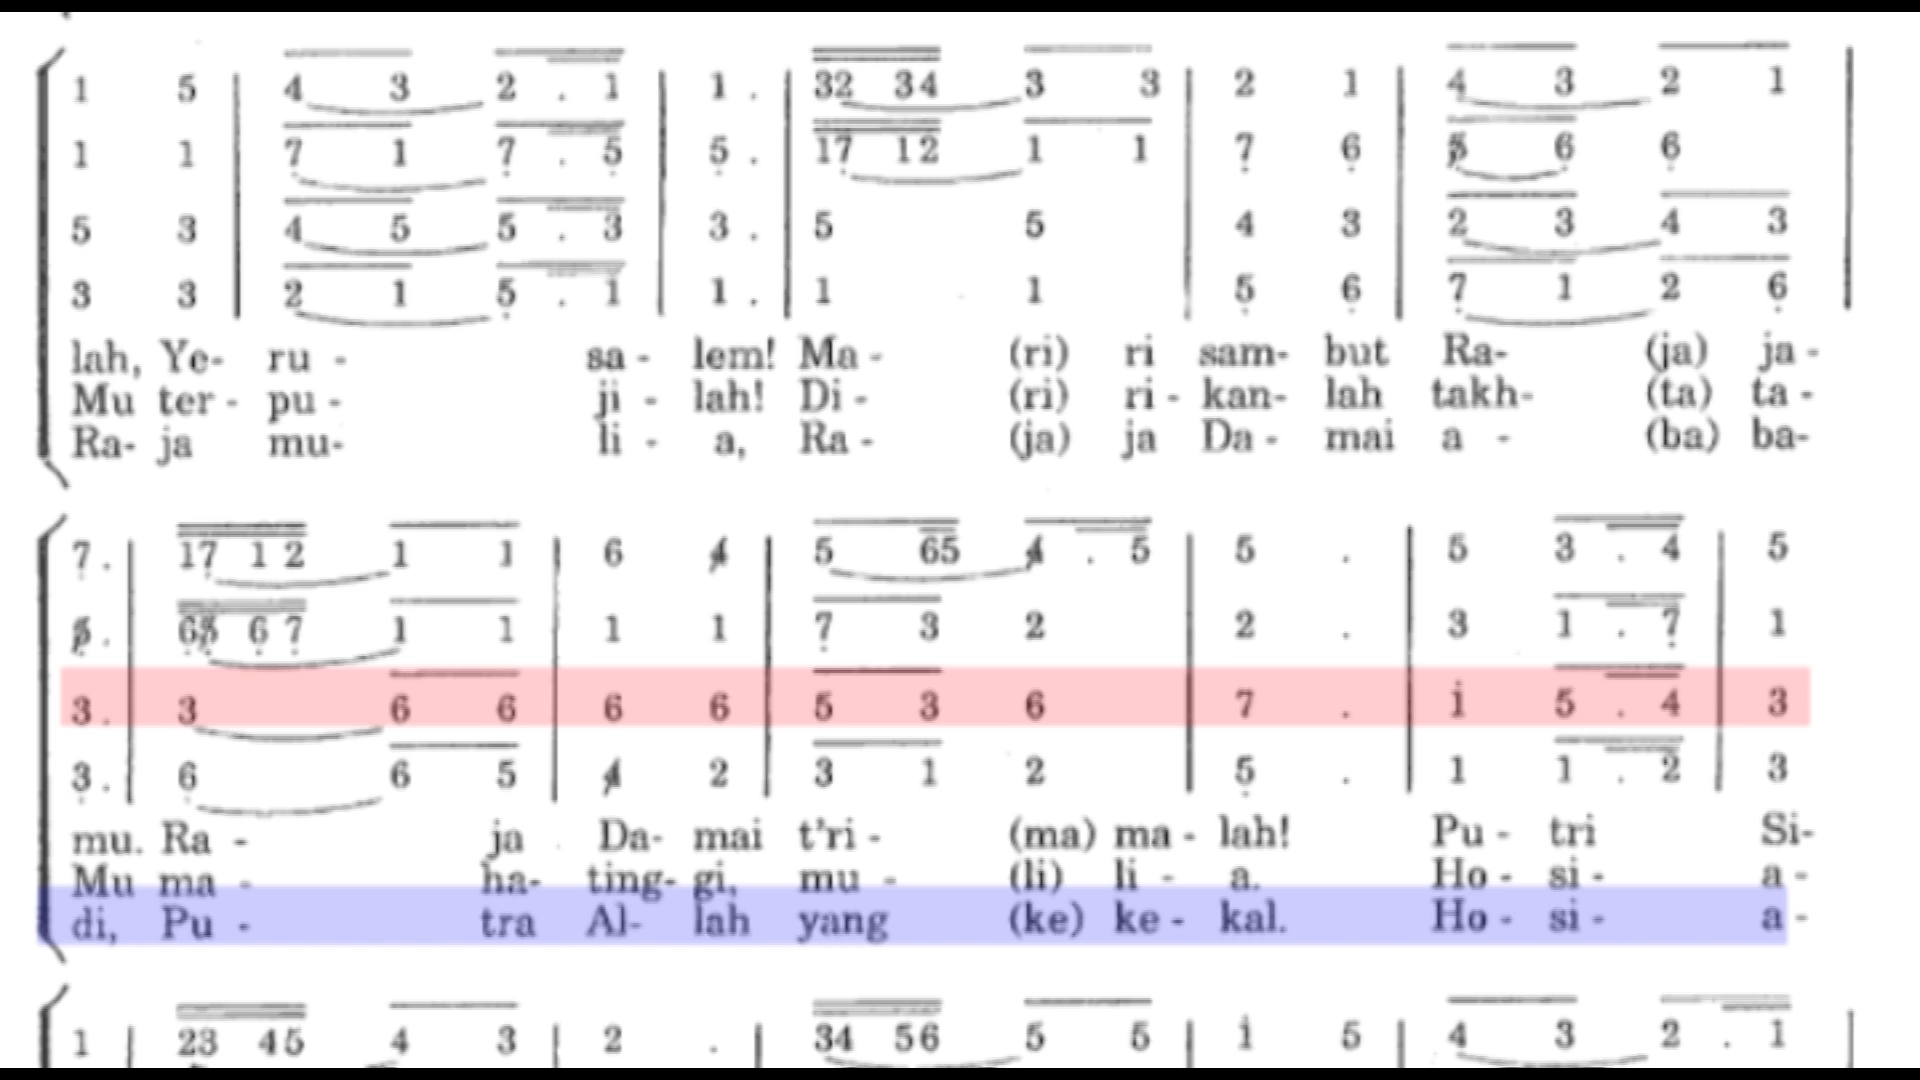 1 5 | 4 3 2 . 1 | 1 . | 32 34 3 3 | 2 1 | 4 3 2 1 |
1 1 7 1 7 . 5 5 . 17 12 1 1 7 6 5 6 6
5 3 4 5 5 . 3 3 . 5 5 4 3 2 3 4 3
3 3 2 1 5 . 1 1 . 1 1 5 6 7 1 2 6
lah, Ye- ru - sa - lem! Ma - (ri) ri sam- but Ra- (ja) ja -
Mu ter - pu - ji - lah! Di - (ri) ri - kan- lah takh- (ta) ta -
Ra- ja mu- li - a, Ra - (ja) ja Da - mai a - (ba) ba-
7 . | 17 12 1 1 | 6 4 | 5 65 4 . 5 | 5 . | 5 3 . 4 | 5
5 . 65 67 1 1 1 1 7 3 2 2 . 3 1 . 7 1
3 . 3 6 6 6 6 5 3 6 7 . 1 5 . 4 3
3 . 6 6 5 4 2 3 1 2 5 . 1 1 . 2 3
mu. Ra - ja Da- mai t'ri - (ma) ma - lah! Pu - tri Si-
Mu ma - ha- ting- gi, mu - (li) li - a. Ho - si - a -
di, Pu - tra Al- lah yang (ke) ke - kal. Ho - si - a -
1 | 23 45 4 3 | 2 . | 34 56 5 5 | 1 5 | 4 3 2 . 1 |